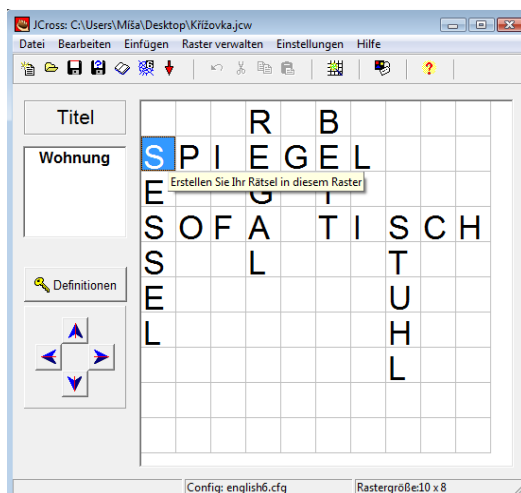 JCross: C:\Users\Míša\Desktop\Křížovka.jcw
Datei Bearbeiten Einfügen Raster verwalten Einstellungen Hilfe
Titel
Wohnung
Definitionen
R B
S P I E G E L
Erstellen Sie Ihr Rätsel in diesem Raster
E G T
S O F A T I S C H
S L T
E U
L H
L
Config: english6.cfg
Rastergröße:10 x 8